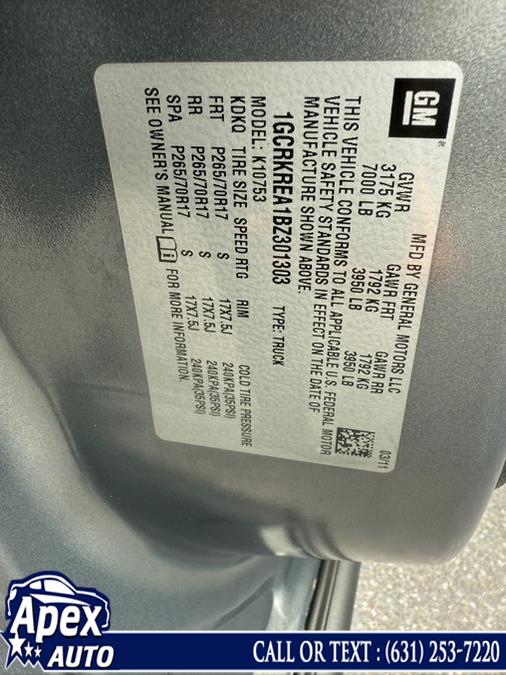 GM
®
MFD BY GENERAL MOTORS LLC
03/11
GVWR GAWR FRT GAWR RR
3175 KG 1792 KG 1792 KG
7000 LB 3950 LB 3950 LB
THIS VEHICLE CONFORMS TO ALL APPLICABLE U.S. FEDERAL MOTOR
VEHICLE SAFETY STANDARDS IN EFFECT ON THE DATE OF
MANUFACTURE SHOWN ABOVE.
1GCRKREA1BZ301303 TYPE: TRUCK
MODEL: K10753
KDKQ TIRE SIZE SPEED RTG RIM COLD TIRE PRESSURE
FRT P265/70R17 S 17X7.5J 240KPA(35PSI)
RR P265/70R17 S 17X7.5J 240KPA(35PSI)
SPA P265/70R17 S 17X7.5J 240KPA(35PSI)
SEE OWNER'S MANUAL FOR MORE INFORMATION.
APEX
AUTO
CALL OR TEXT : (631) 253-7220